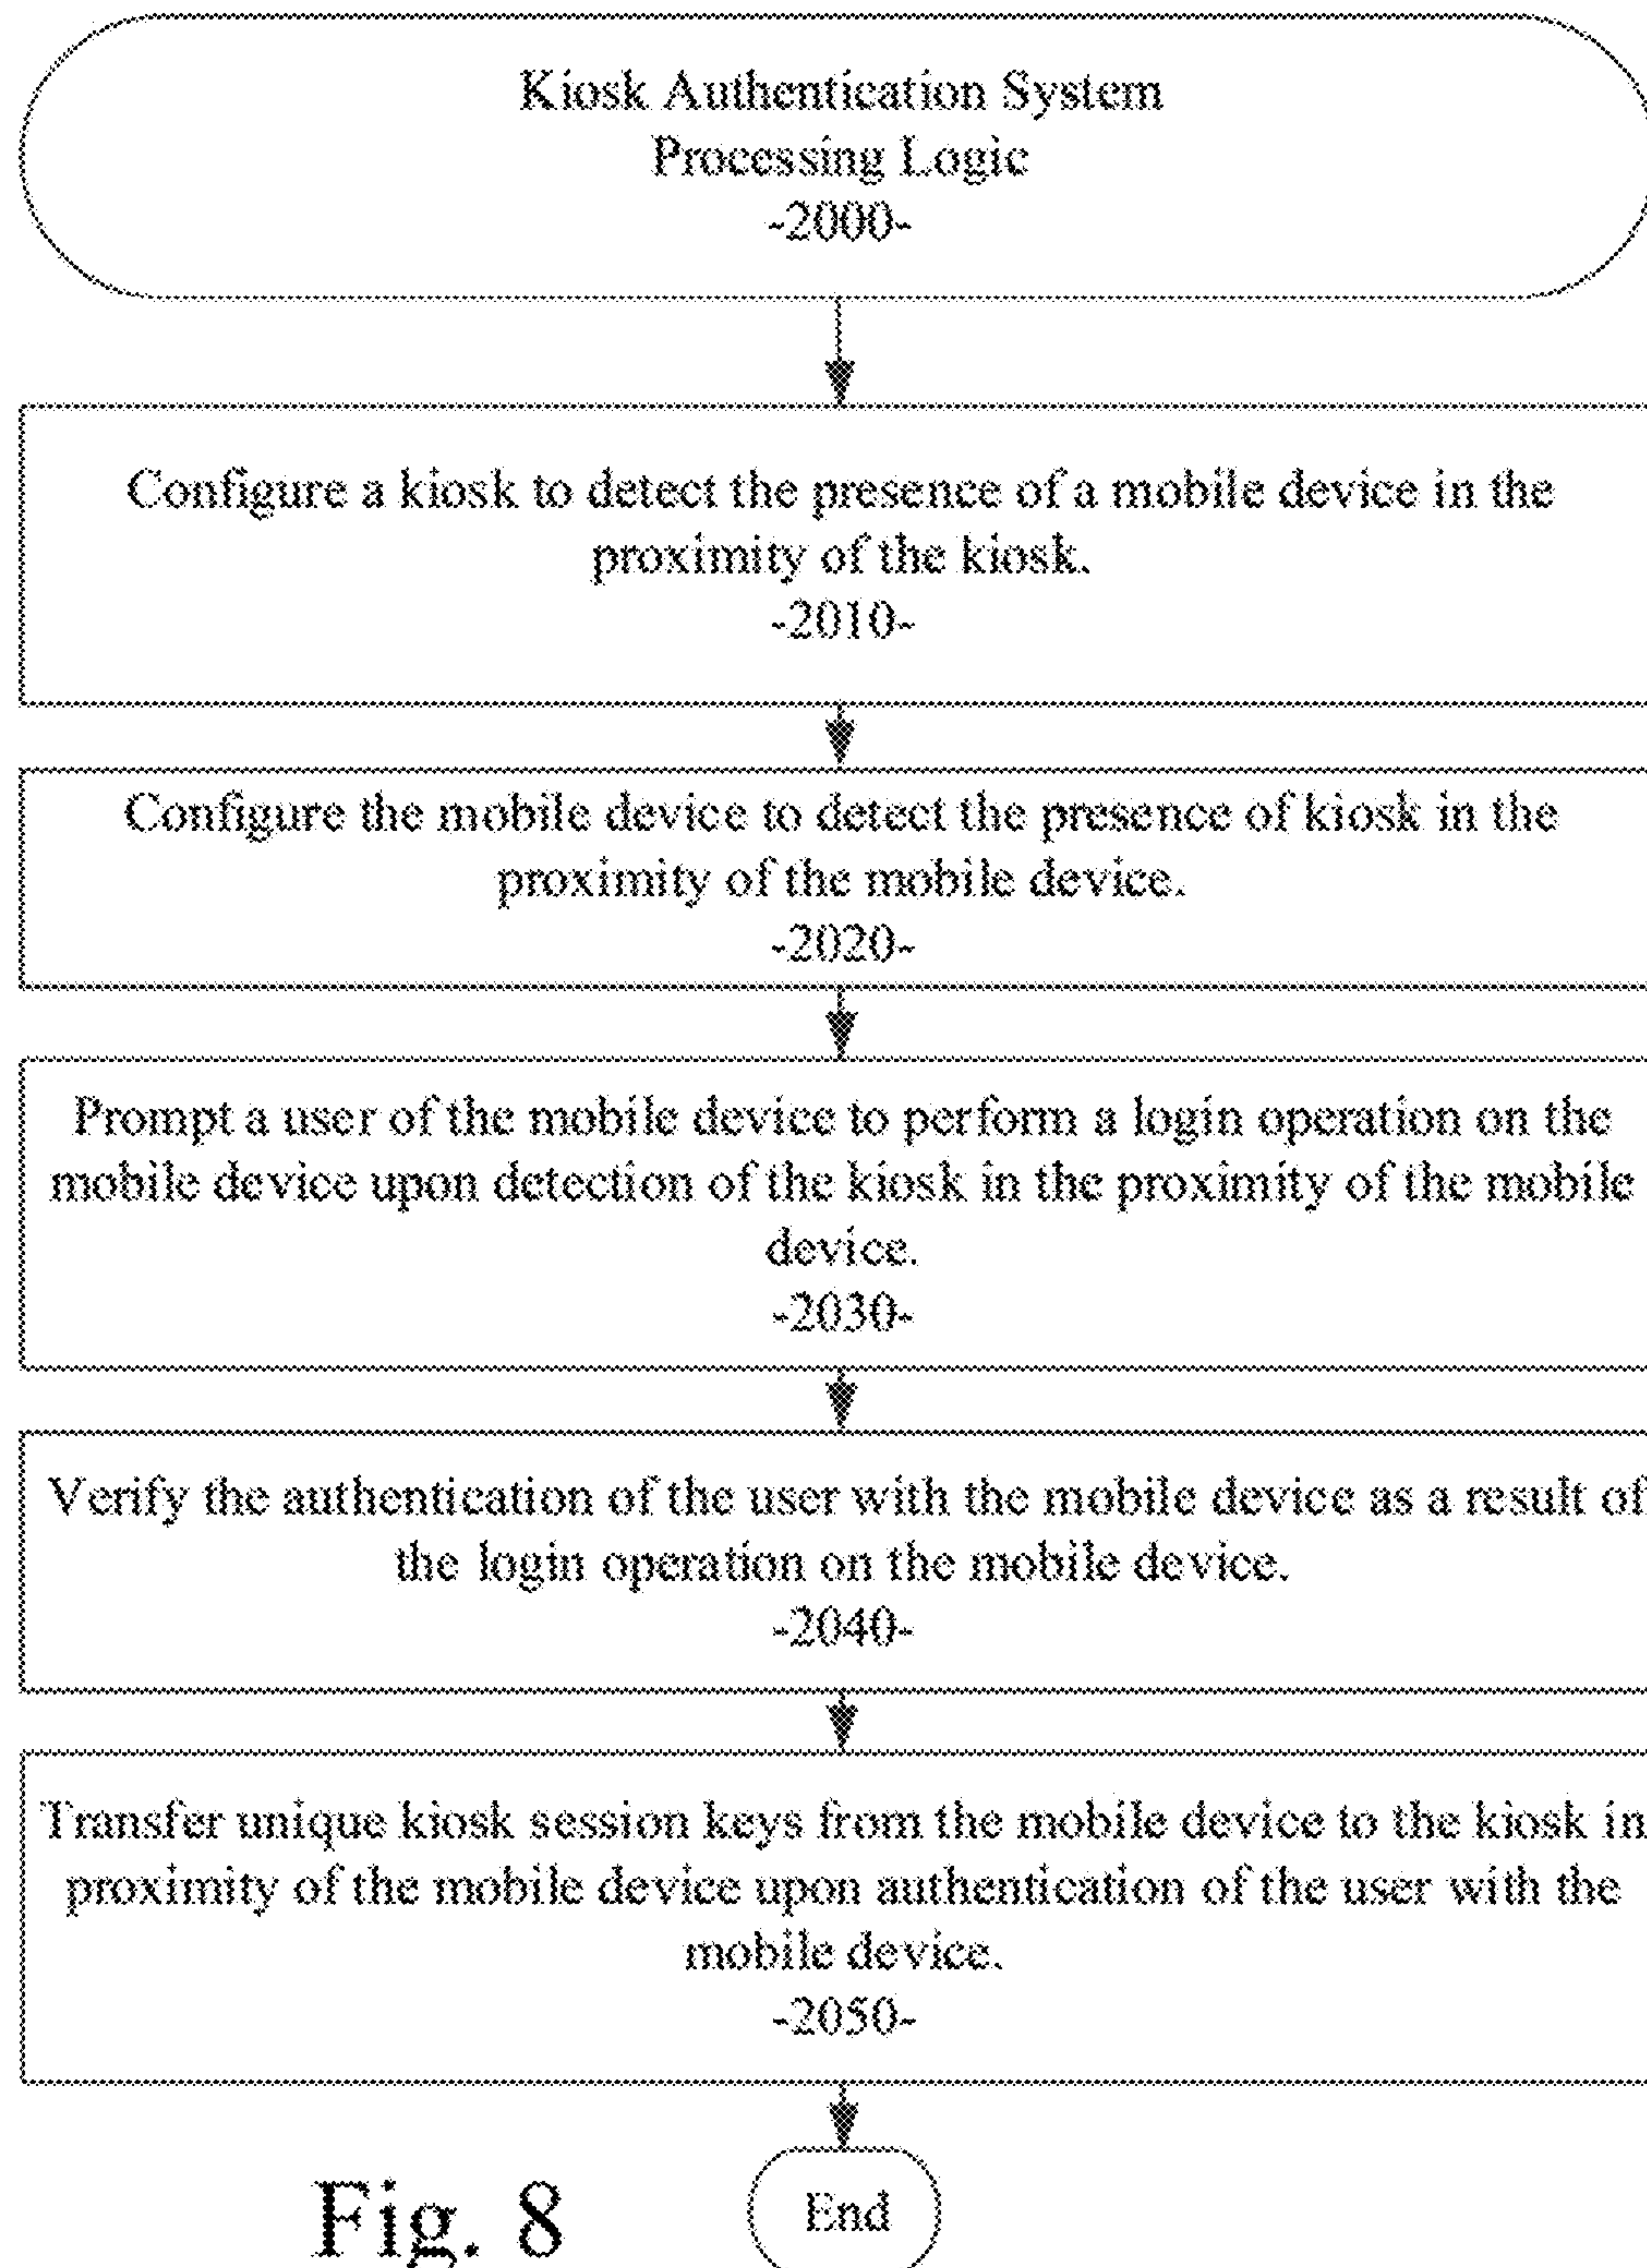 Kiosk Authentication System
Processing Logic
-2000-
Configure a kiosk to detect the presence of a mobile device in the
proximity of the kiosk.
-2010-
Configure the mobile device to detect the presence of kiosk in the
proximity of the mobile device.
-2020-
Prompt a user of the mobile device to perform a login operation on the
mobile device upon detection of the kiosk in the proximity of the mobile
device.
-2030-
Verify the authentication of the user with the mobile device as a result of
the login operation on the mobile device.
-2040-
Transfer unique kiosk session keys from the mobile device to the kiosk in
proximity of the mobile device upon authentication of the user with the
mobile device.
-2050-
End
Fig. 8